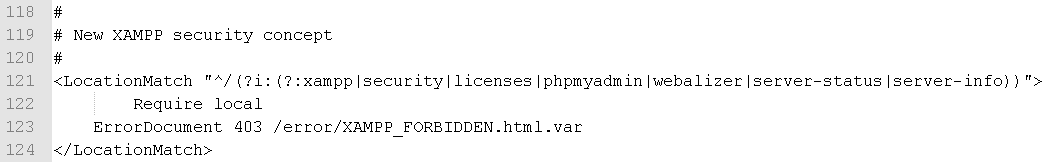 118 #
119 # New XAMPP security concept
120 #
121 <LocationMatch "^/(?i:(?:xampp|security|licenses|phpmyadmin|webalizer|server-status|server-info))">
122         Require local
123     ErrorDocument 403 /error/XAMPP_FORBIDDEN.html.var
124 </LocationMatch>